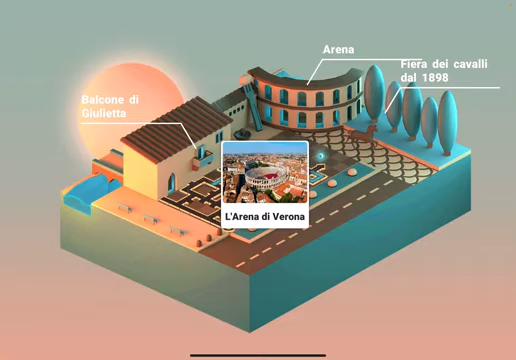 Arena
Fiera dei cavalli
dal 1898
Balcone di
Giulietta
L'Arena di Verona